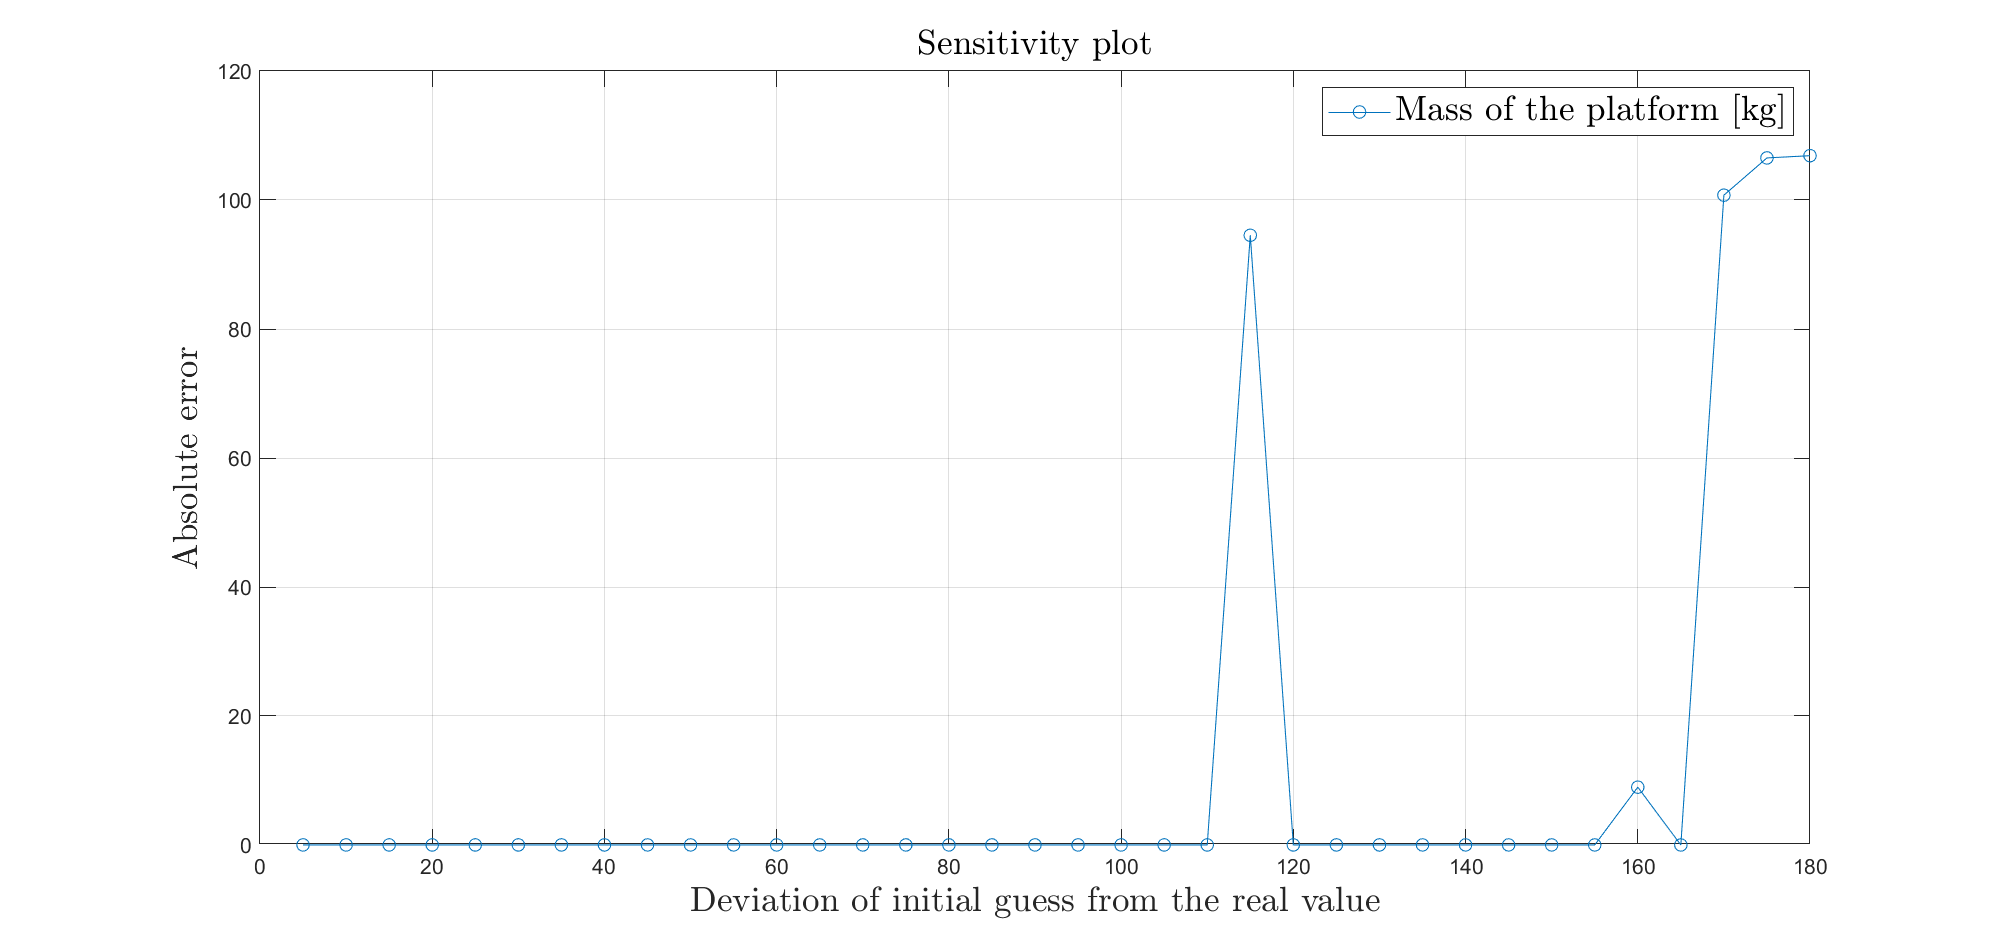 Sensitivity plot
120
100
80
60
40
20
0
Mass of the platform [kg]
Absolute error
0 20 40 60 80 100 120 140 160 180
Deviation of initial guess from the real value